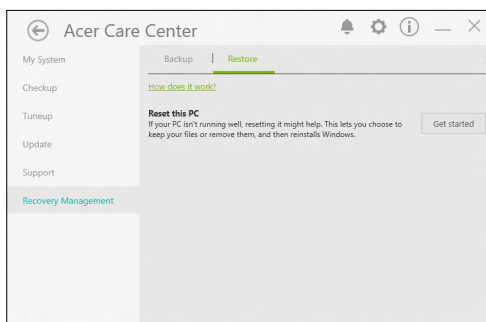 Acer Care Center
My System
Backup
Restore
Checkup
How does it work?
Tuneup
Reset this PC
If your PC isn't running well, resetting it might help. This lets you choose to
keep your files or remove them, and then reinstalls Windows.
Get started
Update
Support
Recovery Management